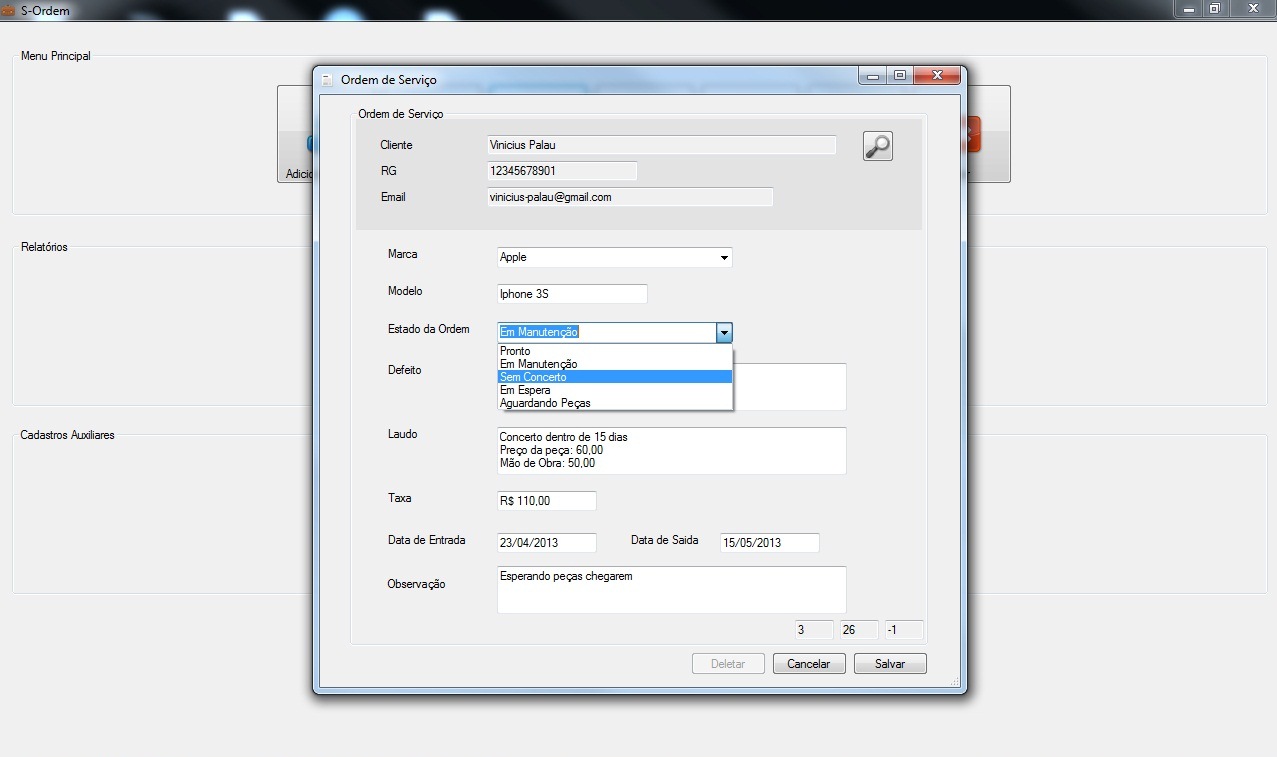 S-Ordem
Menu Principal
Ordem de Serviço
Ordem de Serviço
Cliente Vinicius Palau
RG 12345678901
Email vinicius-palau@gmail.com
Marca Apple
Modelo Iphone 3S
Estado da Ordem Em Manutenção
Pronto
Em Manutenção
Sem Concerto
Em Espera
Aguardando Peças
Defeito
Laudo
Concerto dentro de 15 dias
Preço da peça: 60,00
Mão de Obra: 50,00
Taxa R$ 110,00
Data de Entrada 23/04/2013 Data de Saida 15/05/2013
Observação Esperando peças chegarem
3 26 -1
Deletar Cancelar Salvar
Relatórios
Cadastros Auxiliares